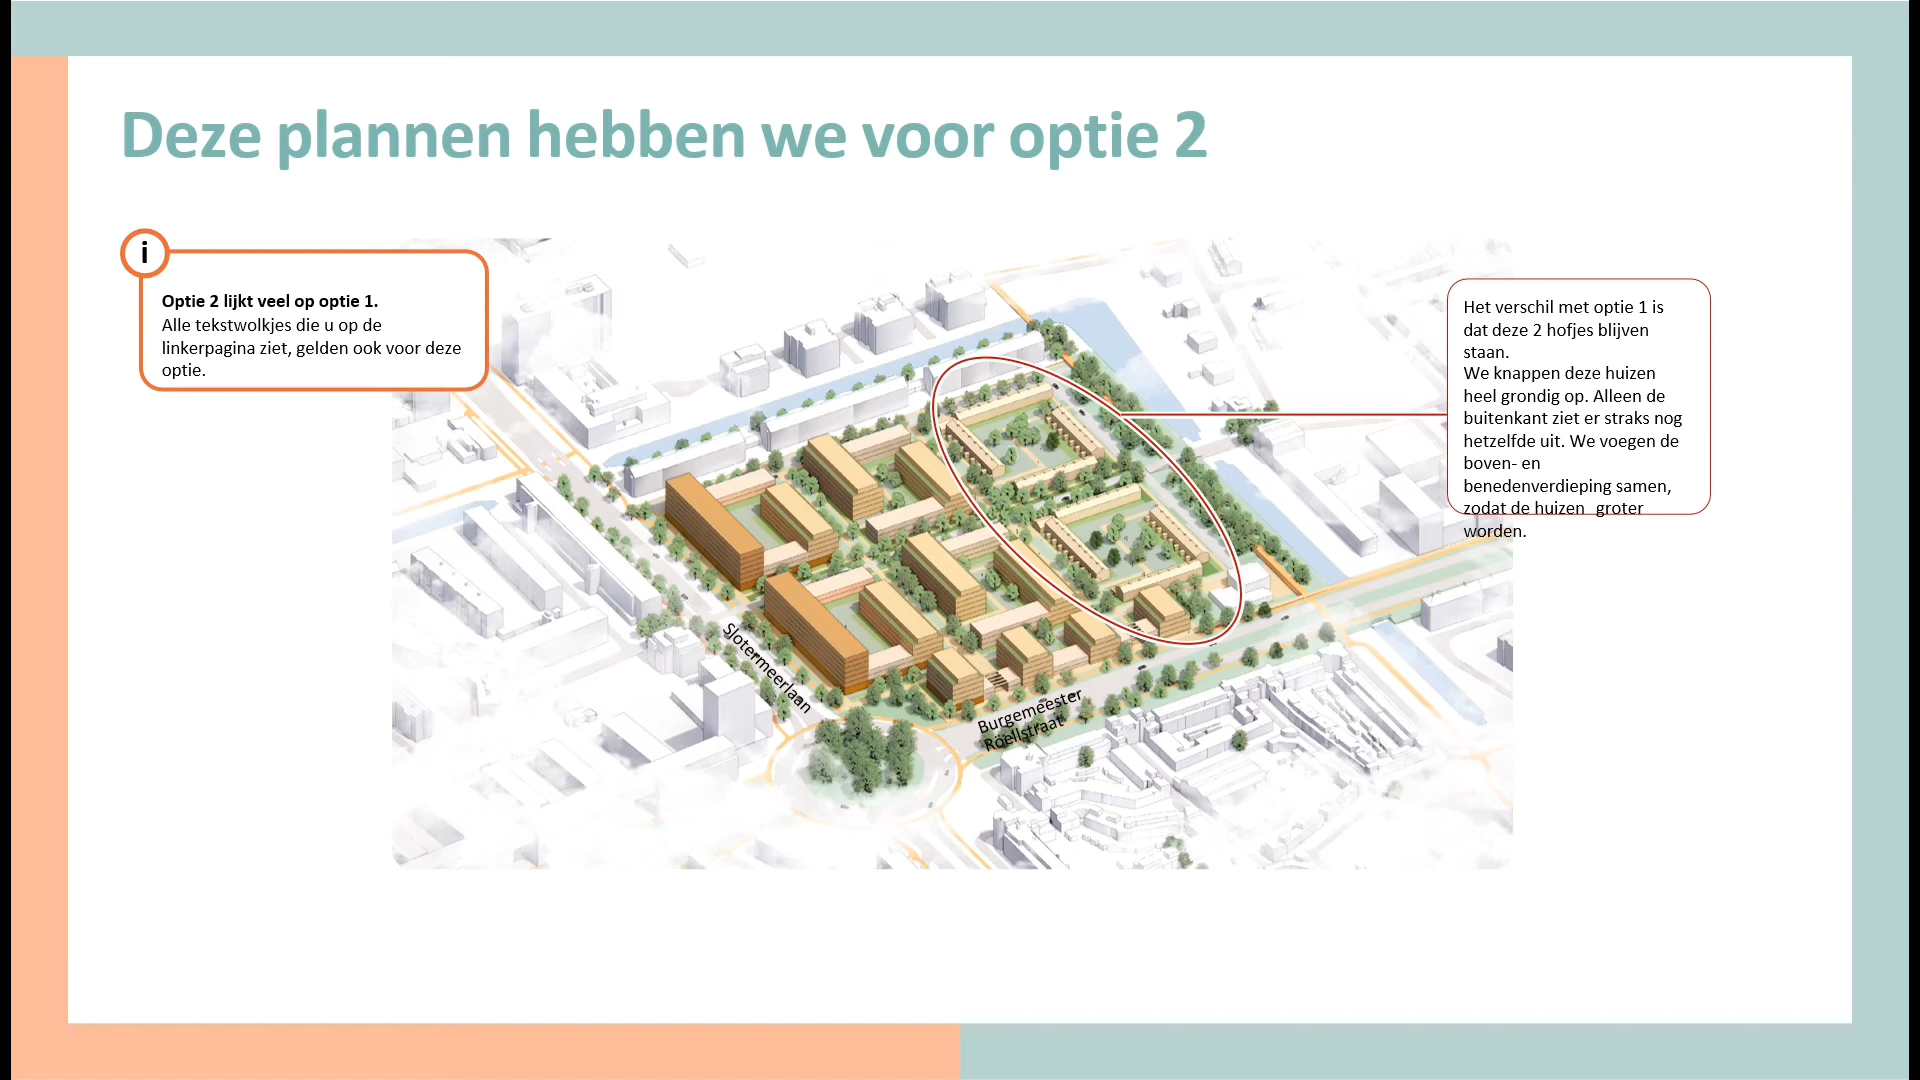 Deze plannen hebben we voor optie 2
i
Optie 2 lijkt veel op optie 1.
Alle tekstwolkjes die u op de
linkerpagina ziet, gelden ook voor deze
optie.
Het verschil met optie 1 is
dat deze 2 hofjes blijven
staan.
We knappen deze huizen
heel grondig op. Alleen de
buitenkant ziet er straks nog
hetzelfde uit. We voegen de
boven- en
benedenverdieping samen,
zodat de huizen groter
worden.
Slotermeerlaan
Burgemeester
Röellstraat